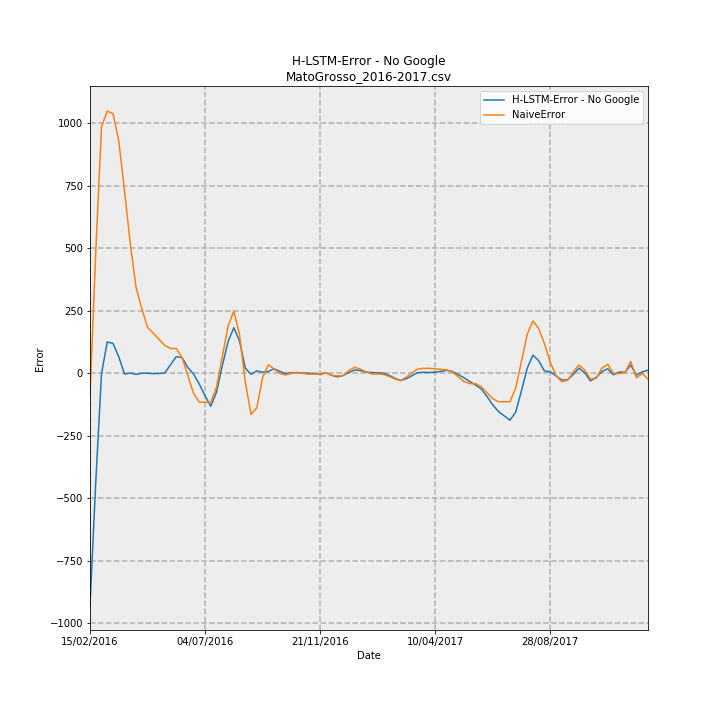 H-LSTM-Error - No Google
MatoGrosso_2016-2017.csv
H-LSTM-Error - No Google
NaiveError
1000
750
500
250
0
−250
−500
−750
−1000
Error
15/02/2016
04/07/2016
21/11/2016
10/04/2017
28/08/2017
Date